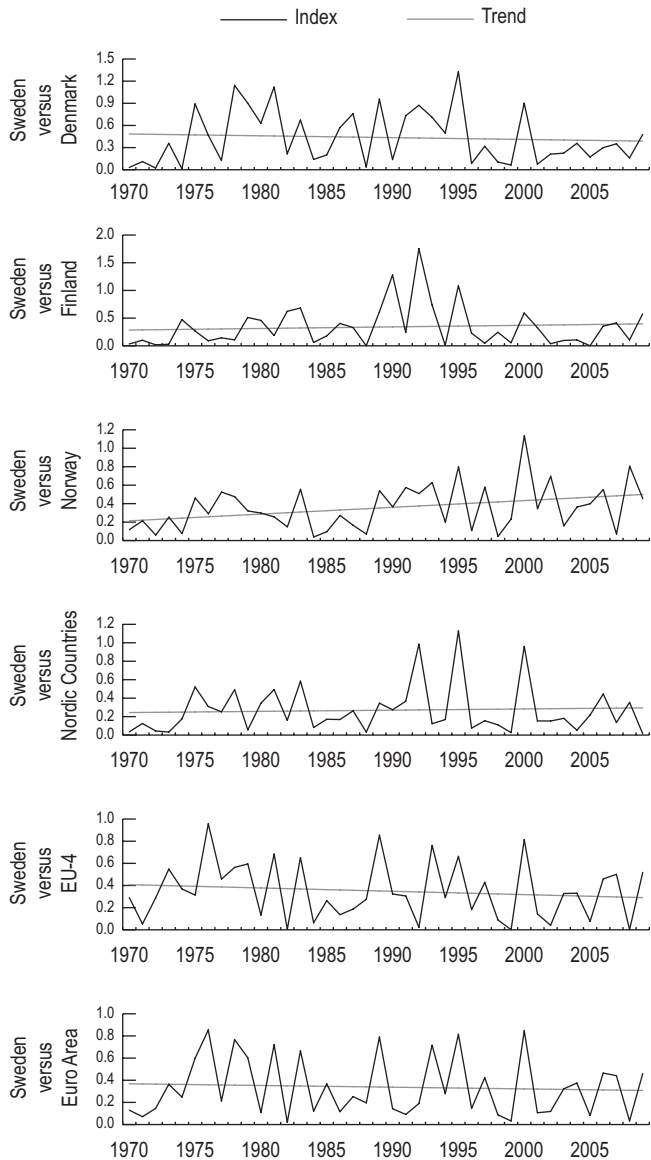 Index Trend
Sweden versus Denmark
1.5
1.2
0.9
0.6
0.3
0.0
1970 1975 1980 1985 1990 1995 2000 2005
Sweden versus Finland
2.0
1.5
1.0
0.5
0.0
1970 1975 1980 1985 1990 1995 2000 2005
Sweden versus Norway
1.2
1.0
0.8
0.6
0.4
0.2
0.0
1970 1975 1980 1985 1990 1995 2000 2005
Sweden versus Nordic Countries
1.2
1.0
0.8
0.6
0.4
0.2
0.0
1970 1975 1980 1985 1990 1995 2000 2005
Sweden versus EU-4
1.0
0.8
0.6
0.4
0.2
0.0
1970 1975 1980 1985 1990 1995 2000 2005
Sweden versus Euro Area
1.0
0.8
0.6
0.4
0.2
0.0
1970 1975 1980 1985 1990 1995 2000 2005